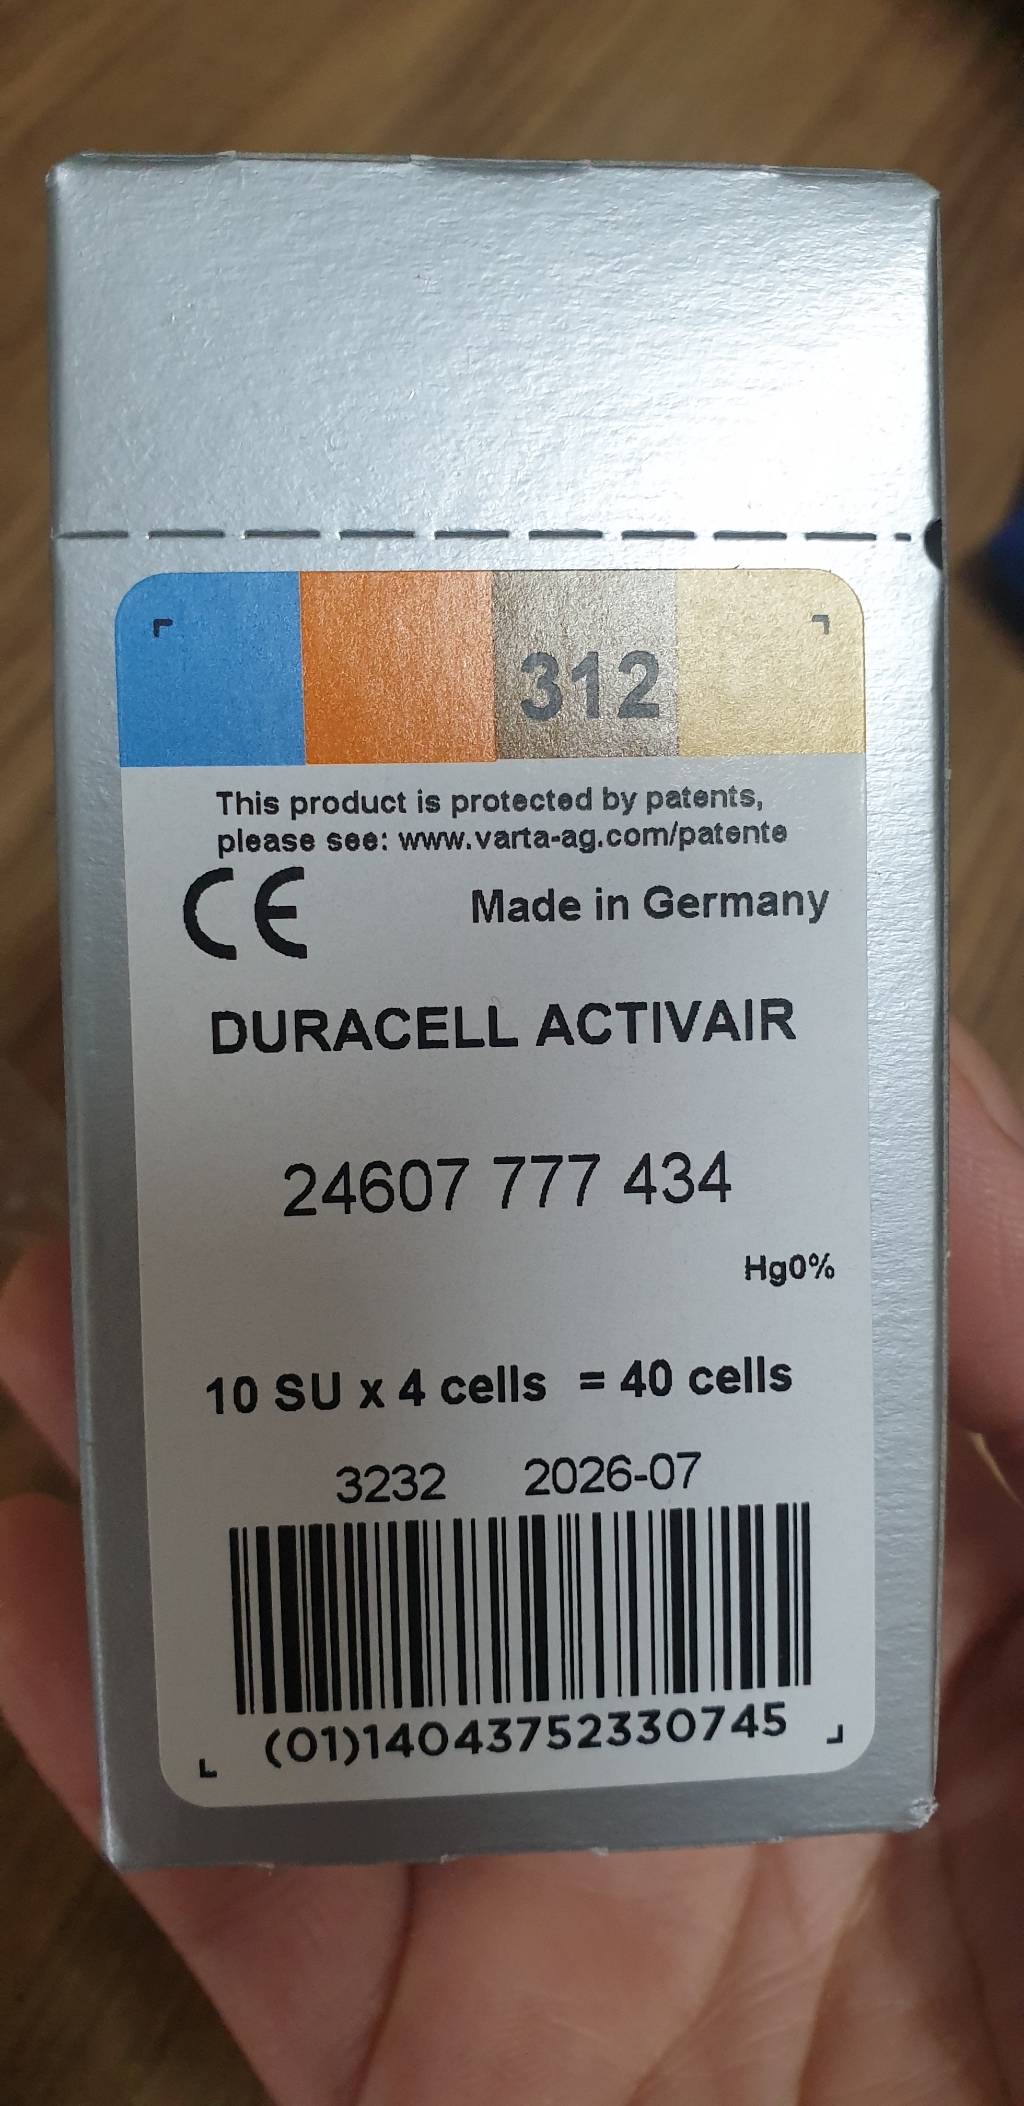 312
This product is protected by patents,
please see: www.varta-ag.com/patente
CE Made in Germany
DURACELL ACTIVAIR
24607 777 434
Hg0%
10 SU x 4 cells = 40 cells
3232 2026-07
(01)14043752330745